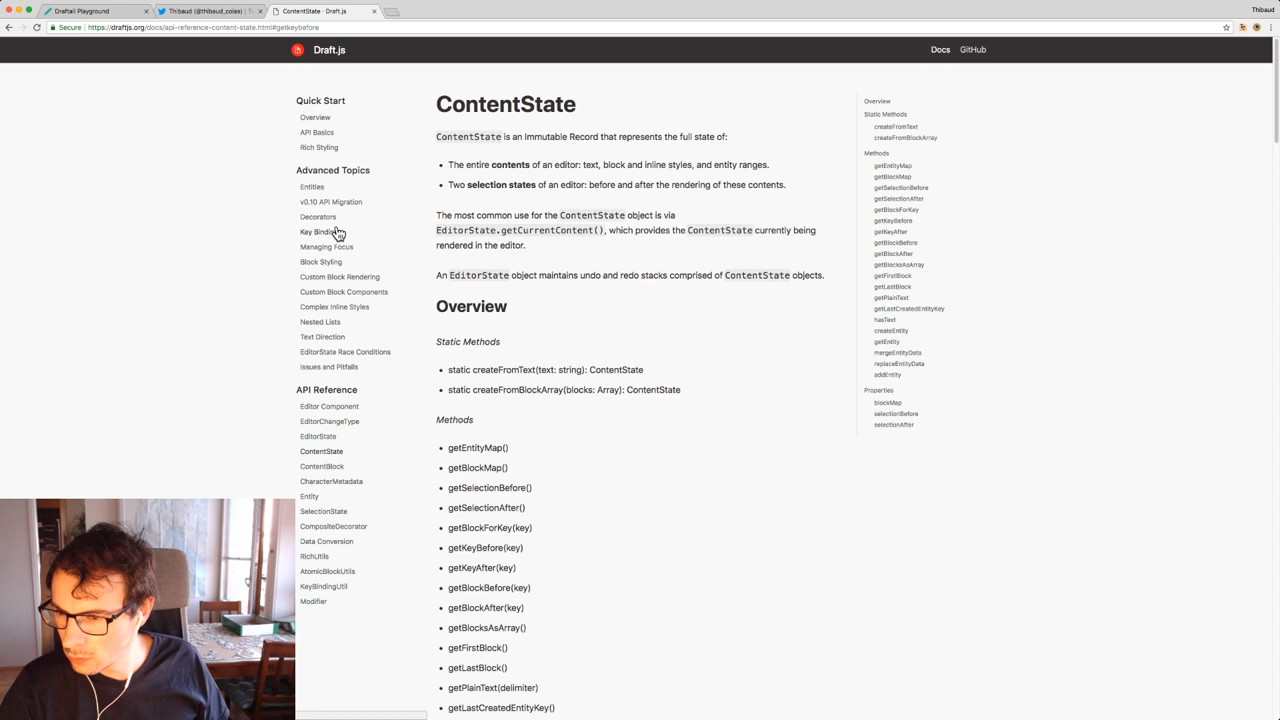 Draftail Playground
Thibaud (@thibaud_colas) | Tw
ContentState · Draft.js
Thibaud
Secure
https://draftjs.org/docs/api-reference-content-state.html#getkeybefore
Draft.js
Docs
GitHub
Quick Start
Overview
API Basics
Rich Styling
Advanced Topics
Entities
v0.10 API Migration
Decorators
Key Bindin
Managing Focus
Block Styling
Custom Block Rendering
Custom Block Components
Complex Inline Styles
Nested Lists
Text Direction
EditorState Race Conditions
Issues and Pitfalls
API Reference
Editor Component
EditorChangeType
EditorState
ContentState
ContentBlock
CharacterMetadata
Entity
SelectionState
CompositeDecorator
Data Conversion
RichUtils
AtomicBlockUtils
KeyBindingUtil
Modifier
ContentState
ContentState is an Immutable Record that represents the full state of:
• The entire contents of an editor: text, block and inline styles, and entity ranges.
• Two selection states of an editor: before and after the rendering of these contents.
The most common use for the ContentState object is via
EditorState.getCurrentContent(), which provides the ContentState currently being
rendered in the editor.
An EditorState object maintains undo and redo stacks comprised of ContentState objects.
Overview
Static Methods
• static createFromText(text: string): ContentState
• static createFromBlockArray(blocks: Array): ContentState
Methods
• getEntityMap()
• getBlockMap()
• getSelectionBefore()
• getSelectionAfter()
• getBlockForKey(key)
• getKeyBefore(key)
• getKeyAfter(key)
• getBlockBefore(key)
• getBlockAfter(key)
• getBlocksAsArray()
• getFirstBlock()
• getLastBlock()
• getPlainText(delimiter)
• getLastCreatedEntityKey()
Overview
Static Methods
createFromText
createFromBlockArray
Methods
getEntityMap
getBlockMap
getSelectionBefore
getSelectionAfter
getBlockForKey
getKeyBefore
getKeyAfter
getBlockBefore
getBlockAfter
getBlocksAsArray
getFirstBlock
getLastBlock
getPlainText
getLastCreatedEntityKey
hasText
createEntity
getEntity
mergeEntityData
replaceEntityData
addEntity
Properties
blockMap
selectionBefore
selectionAfter